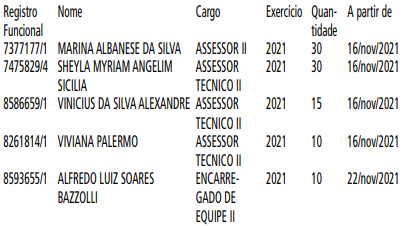 Registro Nome Cargo Exercício Quan- A partir de
Funcional tidade
7377177/1 MARINA ALBANESE DA SILVA ASSESSOR II 2021 30 16/nov/2021
7475829/4 SHEYLA MYRIAM ANGELIM ASSESSOR 2021 30 16/nov/2021
SICILIA TECNICO II
8586659/1 VINICIUS DA SILVA ALEXANDRE ASSESSOR 2021 15 16/nov/2021
TECNICO II
8261814/1 VIVIANA PALERMO ASSESSOR 2021 10 16/nov/2021
TECNICO II
8593655/1 ALFREDO LUIZ SOARES ENCARRE- 2021 10 22/nov/2021
BAZZOLLI GADO DE
EQUIPE II